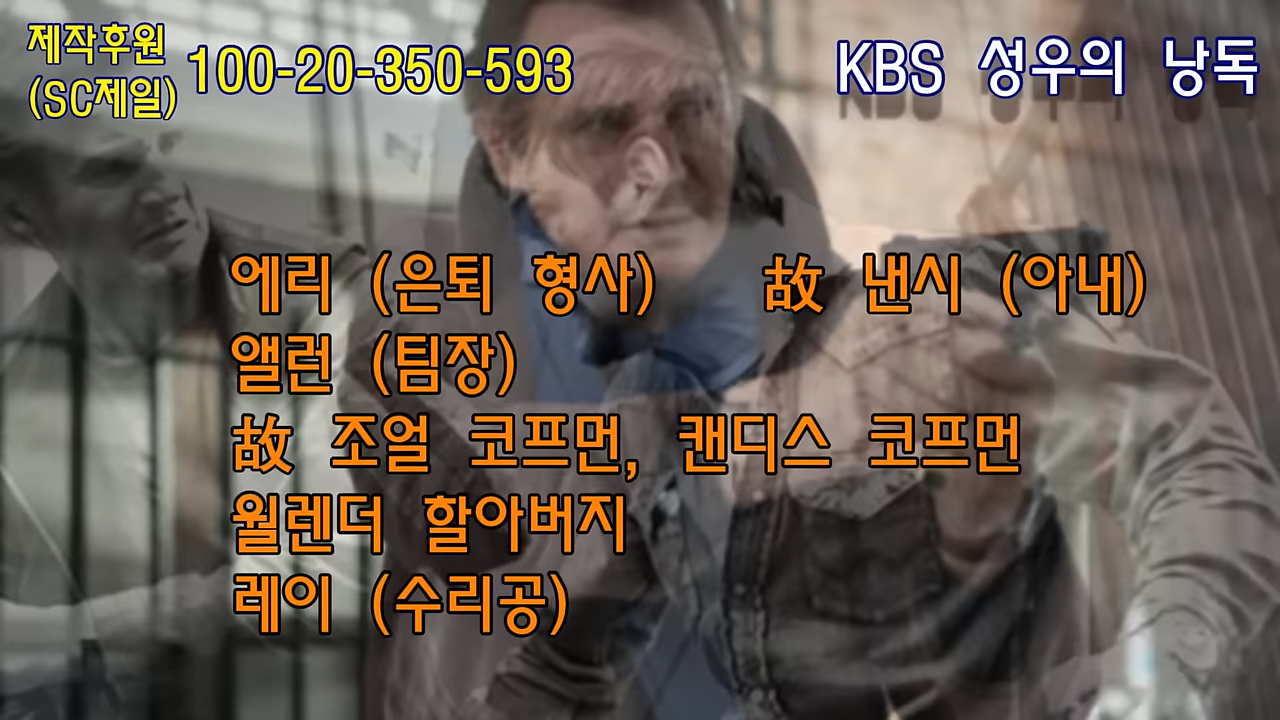 제작후원
(SC제일)
100-20-350-593
KBS 성우의 낭독
에리 (은퇴 형사) 故 낸시 (아내)
앨런 (팀장)
故 조얼 코프먼, 캔디스 코프먼
월렌더 할아버지
레이 (수리공)